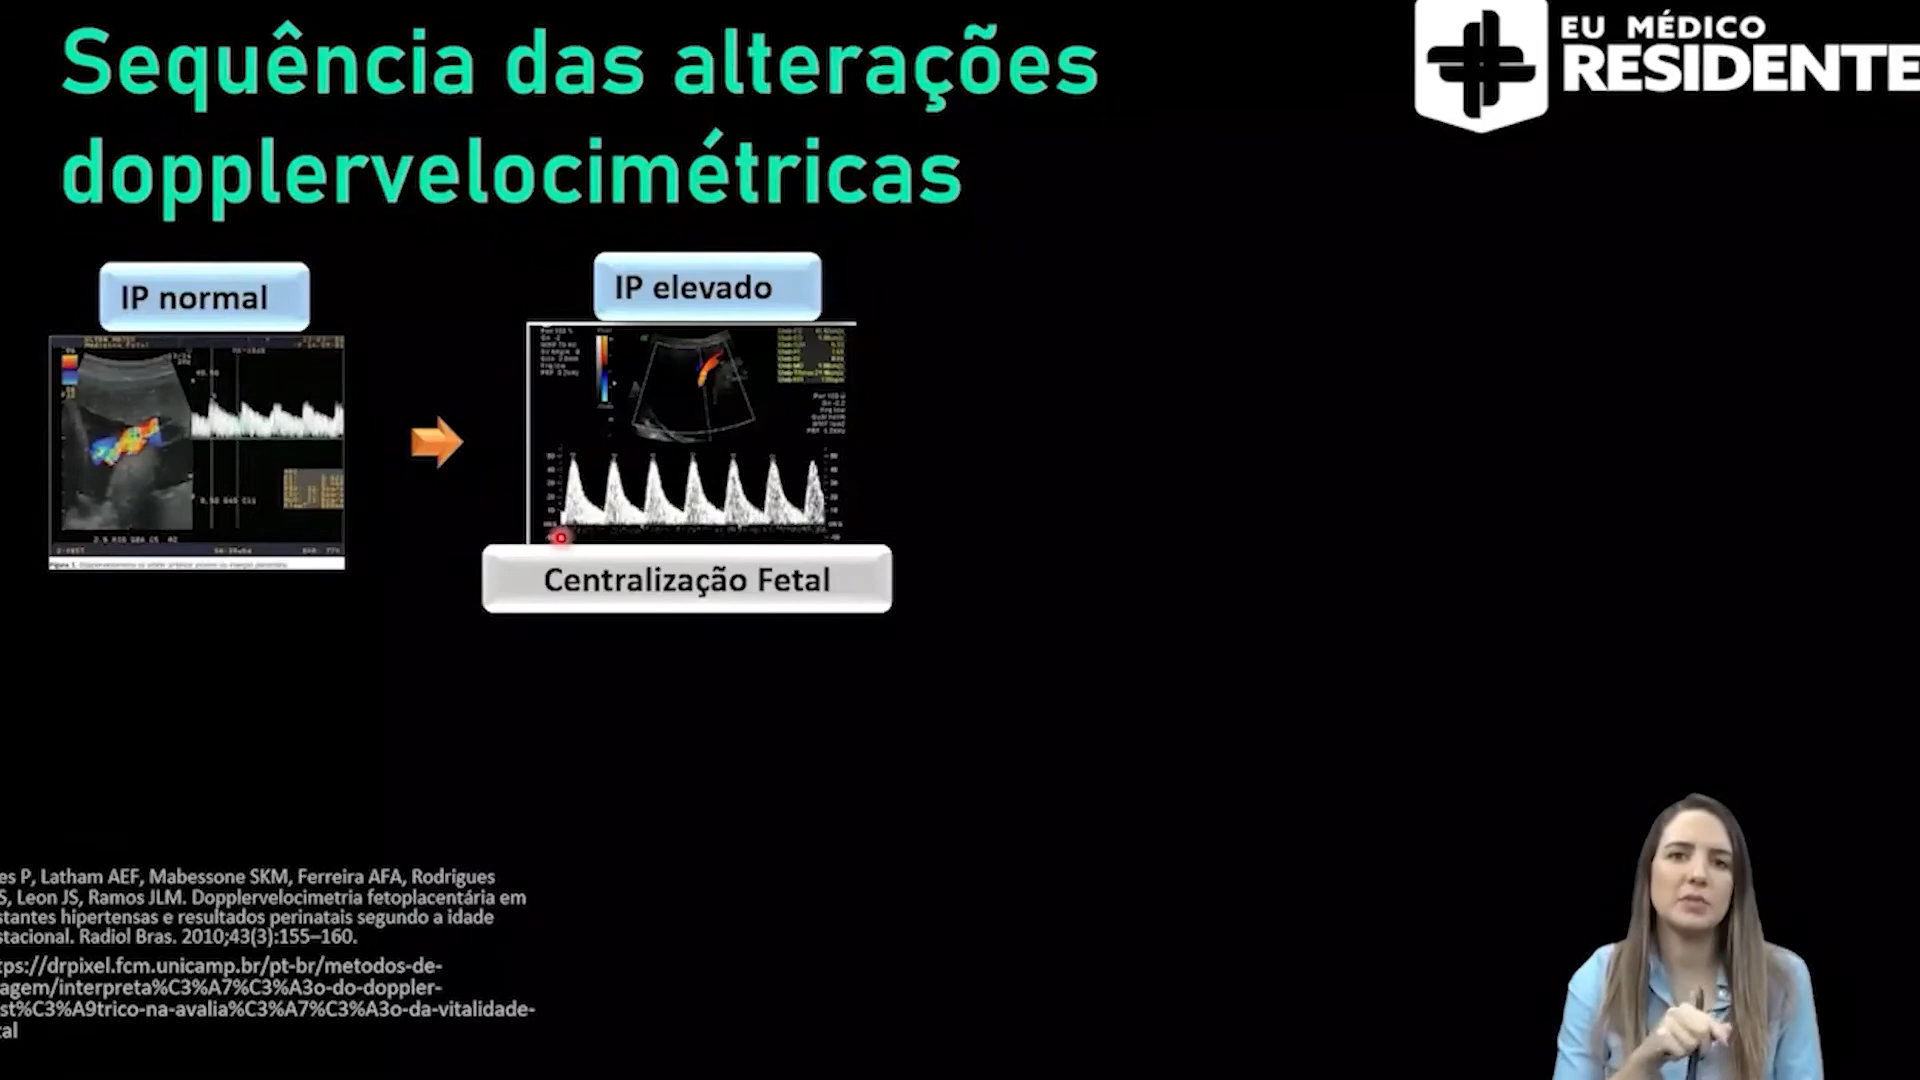 Sequência das alterações
dopplervelocimétricas
EU MÉDICO
RESIDENTE
IP normal
IP elevado
Centralização Fetal
es P, Latham AEF, Mabessone SKM, Ferreira AFA, Rodrigues
S, Leon JS, Ramos JLM. Dopplervelocimetria fetoplacentária em
stantes hipertensas e resultados perinatais segundo a idade
stacional. Radiol Bras. 2010;43(3):155–160.
tps://drpixel.fcm.unicamp.br/pt-br/metodos-de-
agem/interpreta%C3%A7%C3%A3o-do-doppler-
st%C3%A9trico-na-avalia%C3%A7%C3%A3o-da-vitalidade-
tal